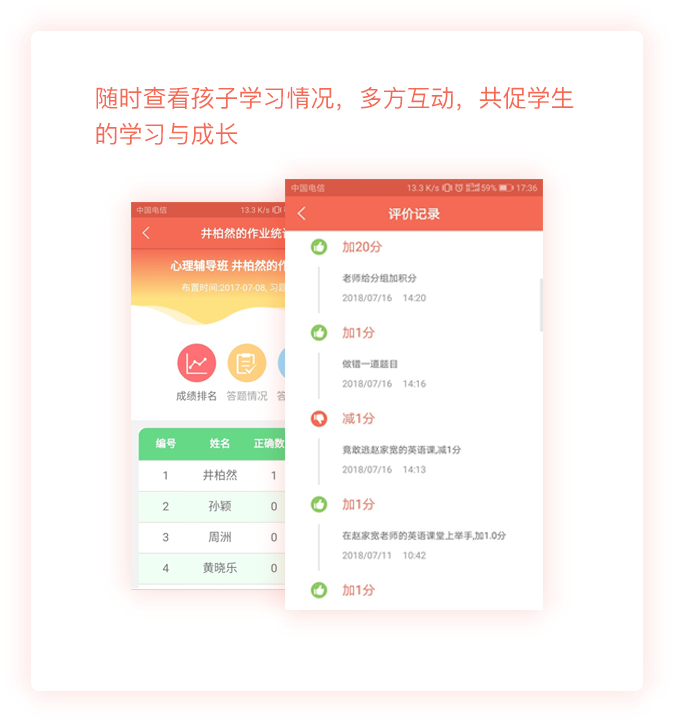 随时查看孩子学习情况，多方互动，共促学生
的学习与成长
中国电信 13.3 K/s
井柏然的作业统计
心理辅导班 井柏然的作
布置时间:2017-07-08, 习题
成绩排名 答题情况 答
编号 姓名 正确数
1 井柏然 1
2 孙颖 0
3 周洲 0
4 黄晓乐 0
中国电信 13.3 K/s 59% 17:36
评价记录
加20分
老师给分组加积分
2018/07/16 14:20
加1分
做错一道题目
2018/07/16 14:16
减1分
竟敢逃赵家宽的英语课,减1分
2018/07/16 14:13
加1分
在赵家宽老师的英语课堂上举手,加1.0分
2018/07/11 10:42
加1分